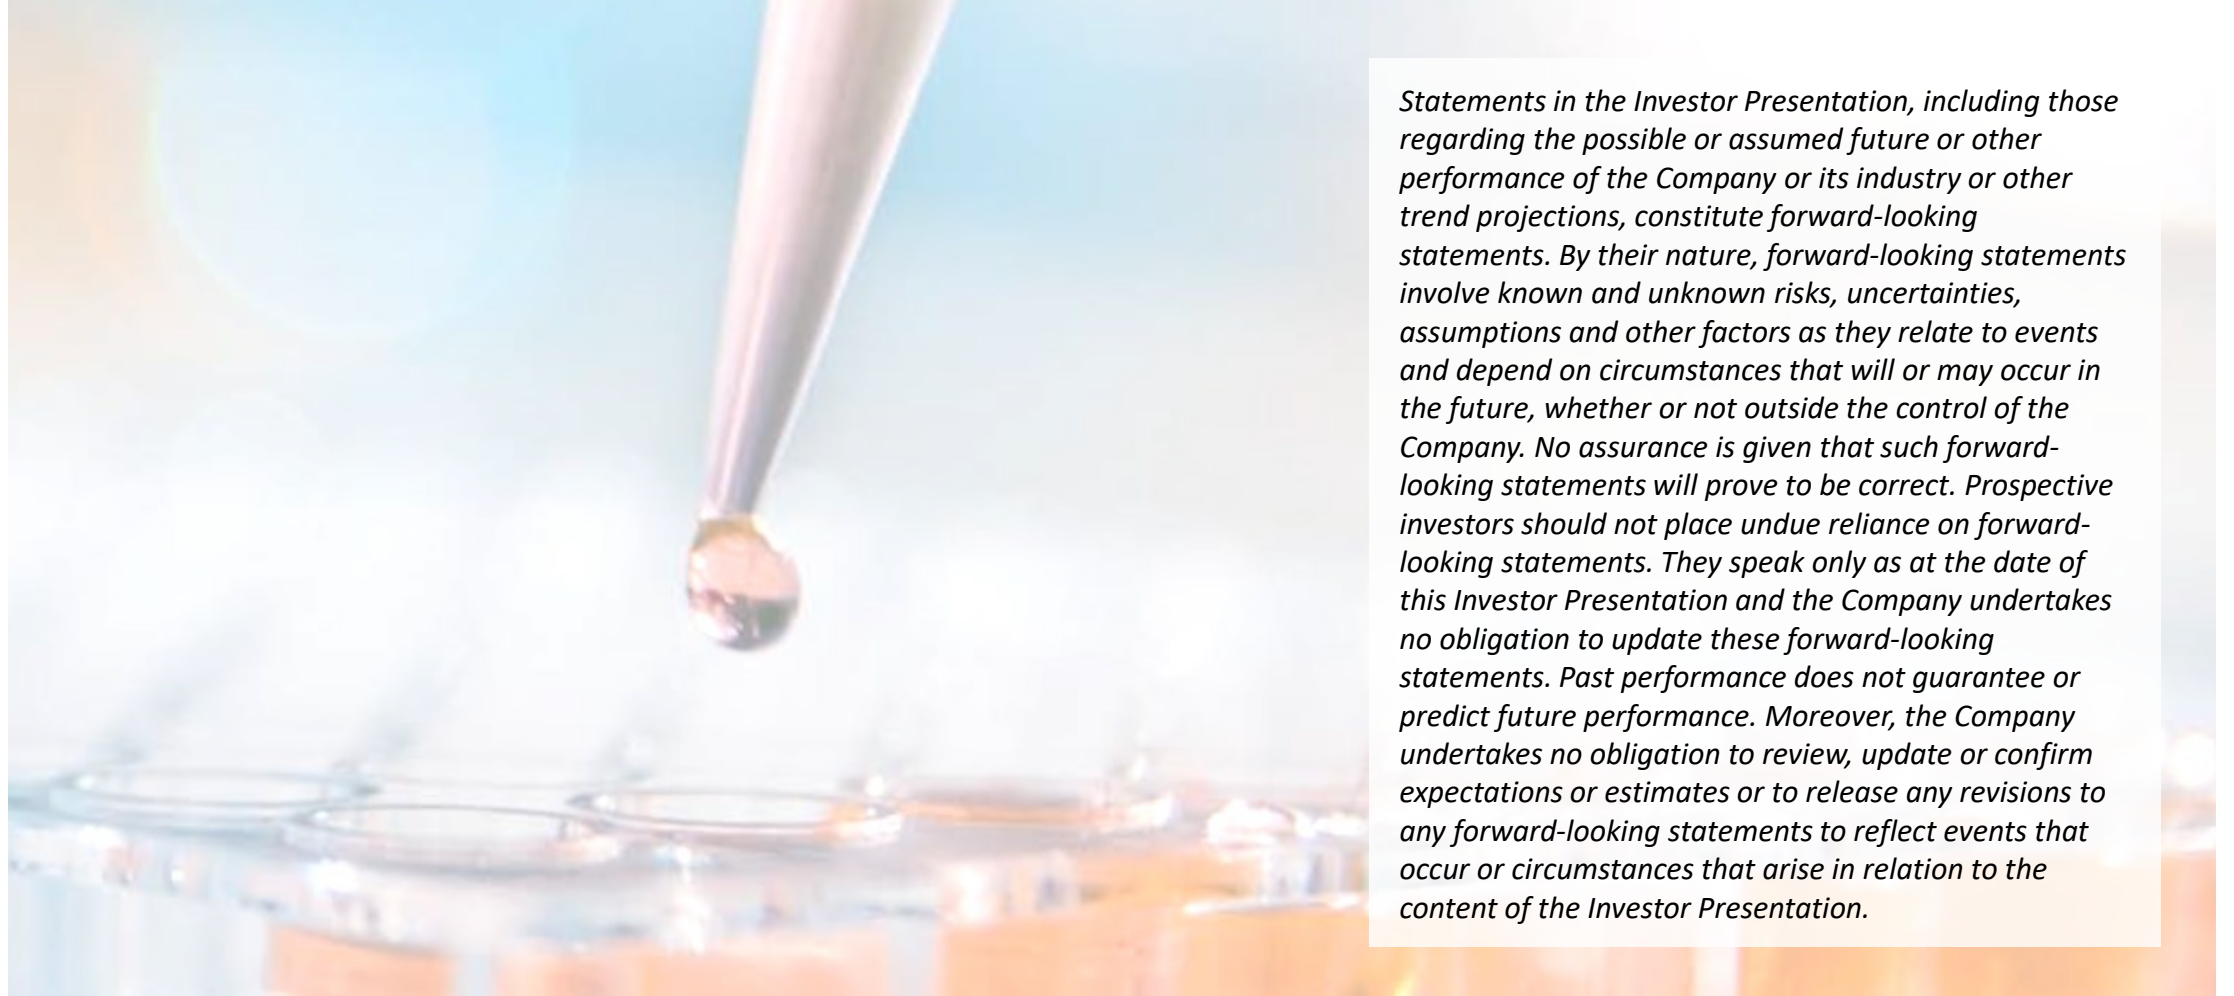 Statements in the Investor Presentation, including those
regarding the possible or assumed future or other
performance of the Company or its industry or other
trend projections, constitute forward-looking
statements. By their nature, forward-looking statements
involve known and unknown risks, uncertainties,
assumptions and other factors as they relate to events
and depend on circumstances that will or may occur in
the future, whether or not outside the control of the
Company. No assurance is given that such forward-
looking statements will prove to be correct. Prospective
investors should not place undue reliance on forward-
looking statements. They speak only as at the date of
this Investor Presentation and the Company undertakes
no obligation to update these forward-looking
statements. Past performance does not guarantee or
predict future performance. Moreover, the Company
undertakes no obligation to review, update or confirm
expectations or estimates or to release any revisions to
any forward-looking statements to reflect events that
occur or circumstances that arise in relation to the
content of the Investor Presentation.